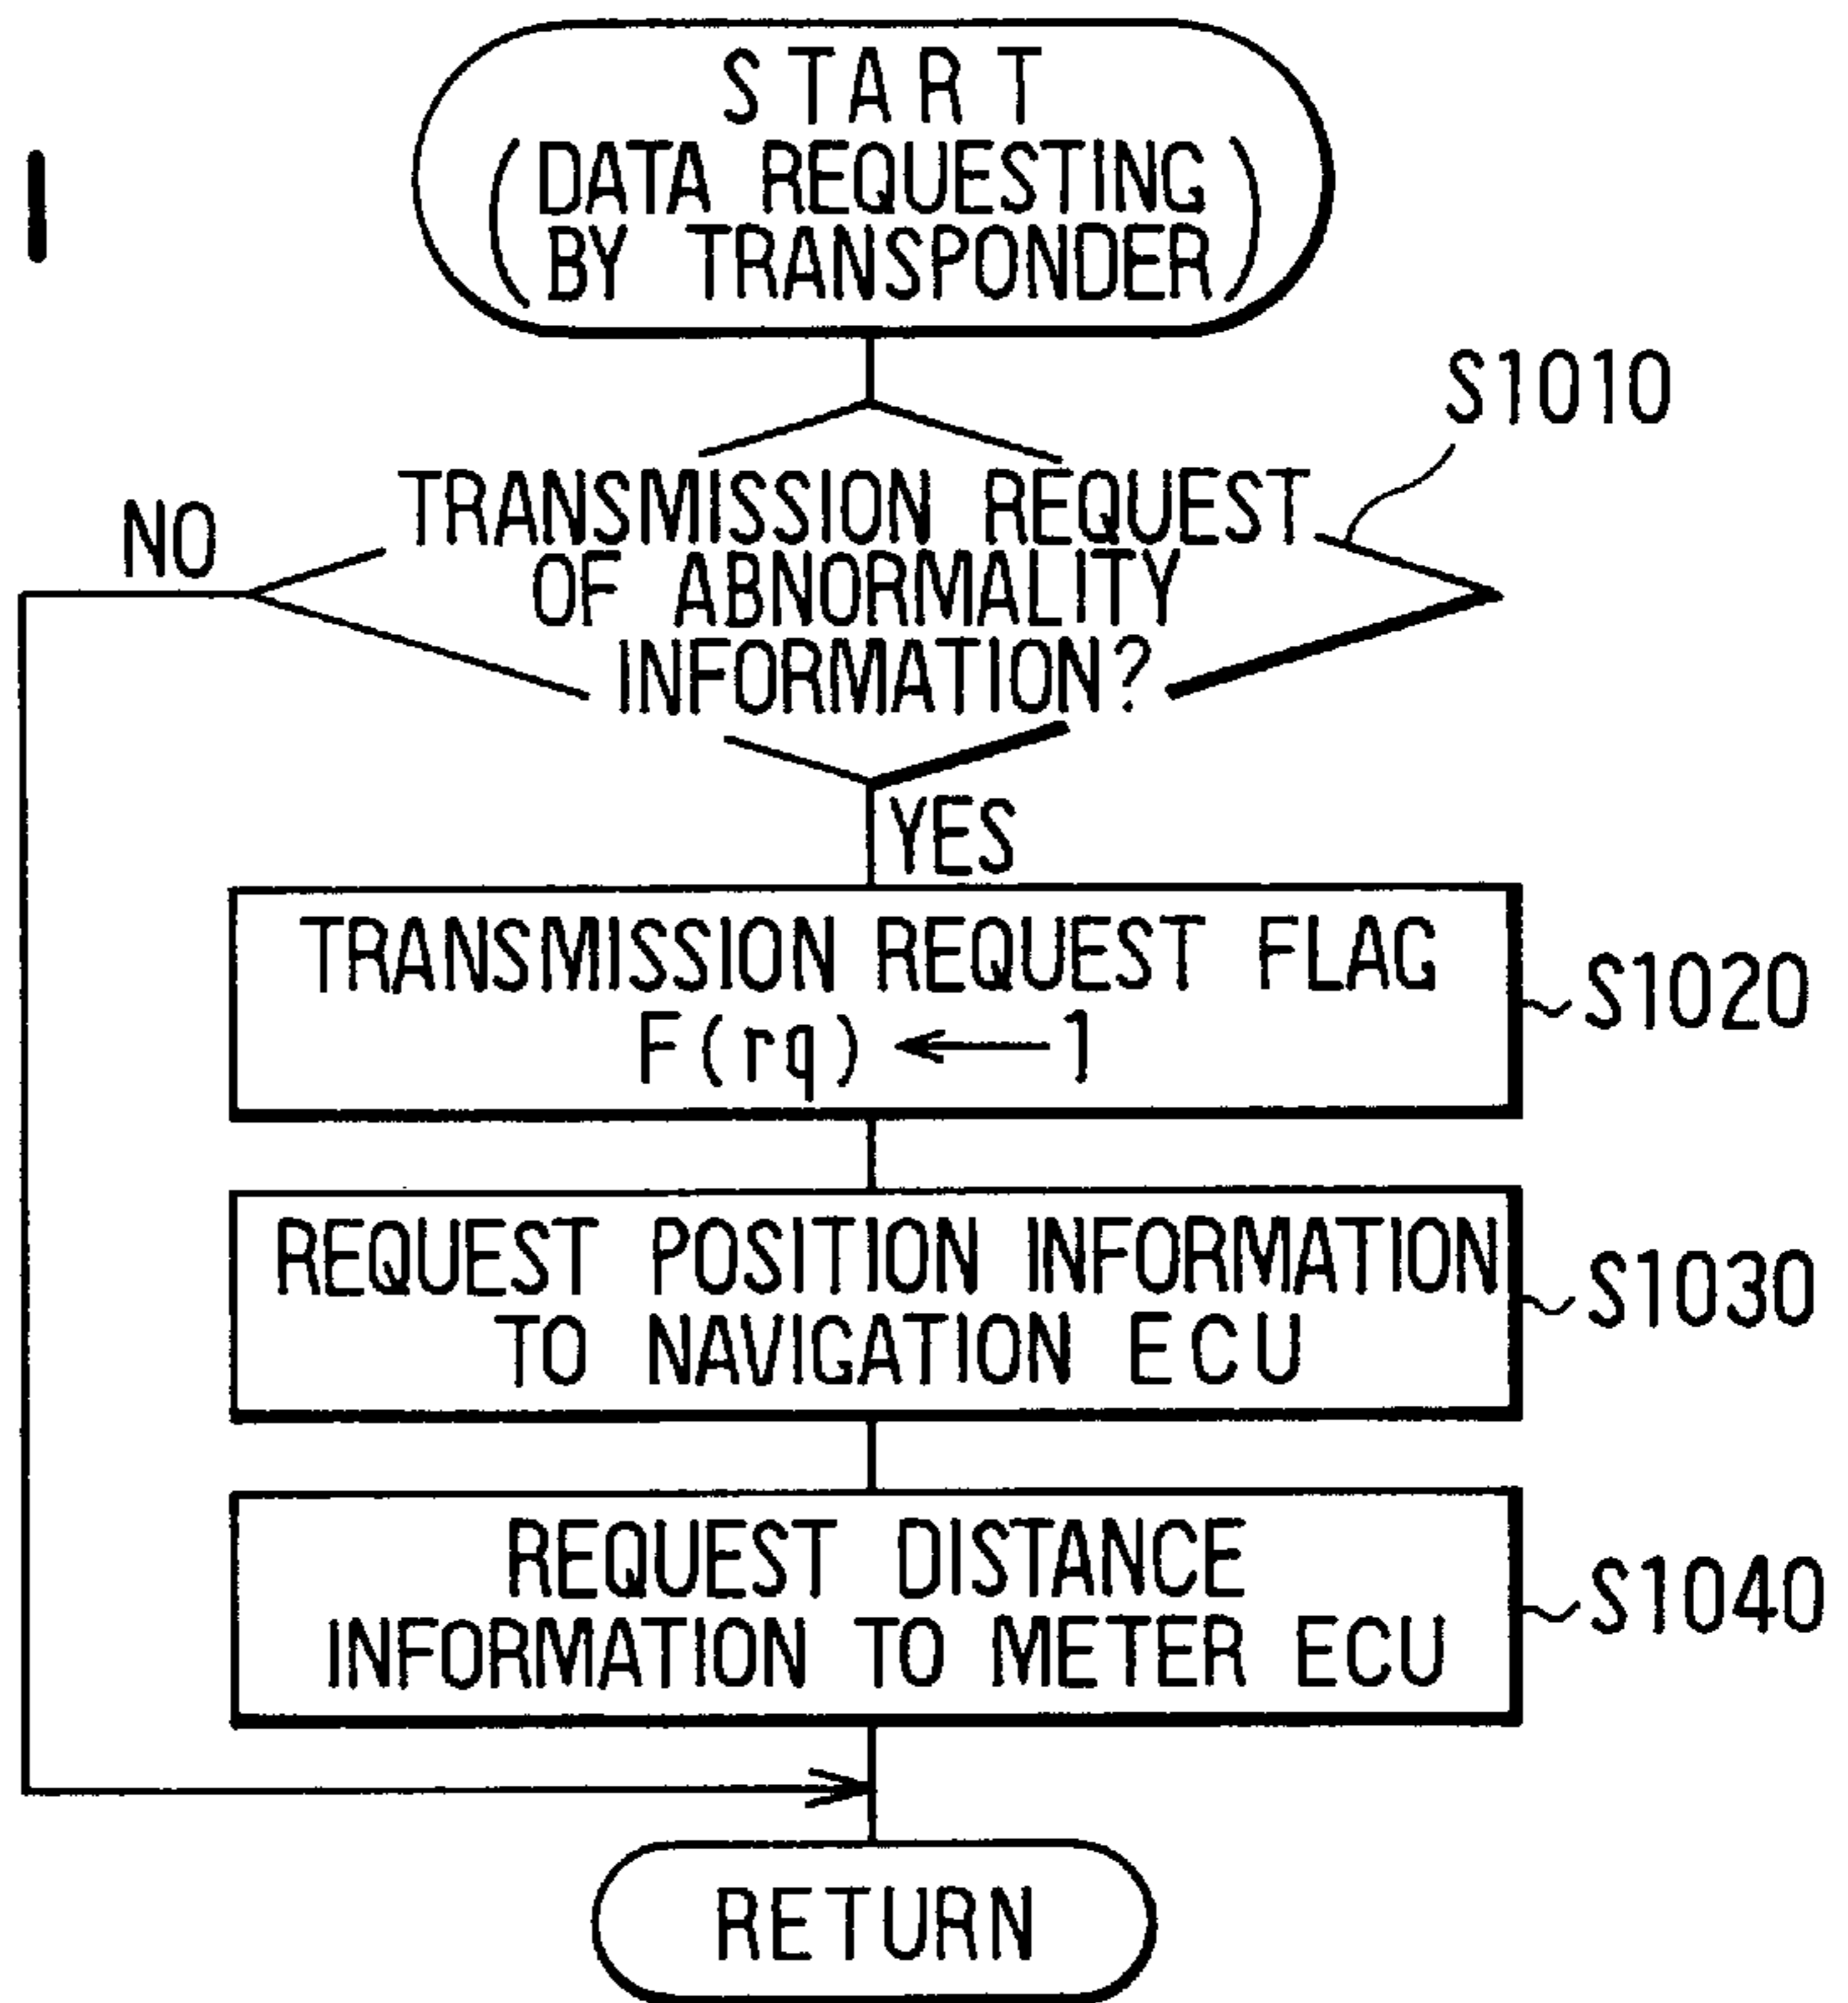 START
(DATA REQUESTING
BY TRANSPONDER)
S1010
NO
TRANSMISSION REQUEST
OF ABNORMALITY
INFORMATION?
YES
TRANSMISSION REQUEST FLAG
F(rq) ← 1
S1020
REQUEST POSITION INFORMATION
TO NAVIGATION ECU
S1030
REQUEST DISTANCE
INFORMATION TO METER ECU
S1040
RETURN